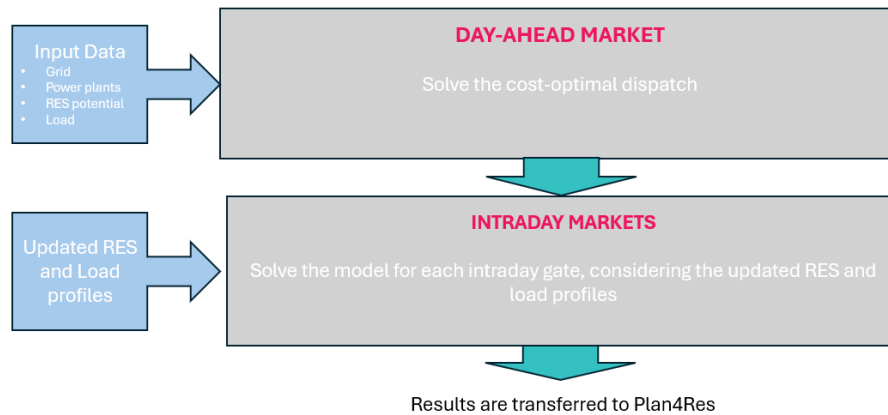 Input Data
• Grid
• Power plants
• RES potential
• Load
DAY-AHEAD MARKET
Solve the cost-optimal dispatch
Updated RES
and Load
profiles
INTRADAY MARKETS
Solve the model for each intraday gate, considering the updated RES and
load profiles
Results are transferred to Plan4Res